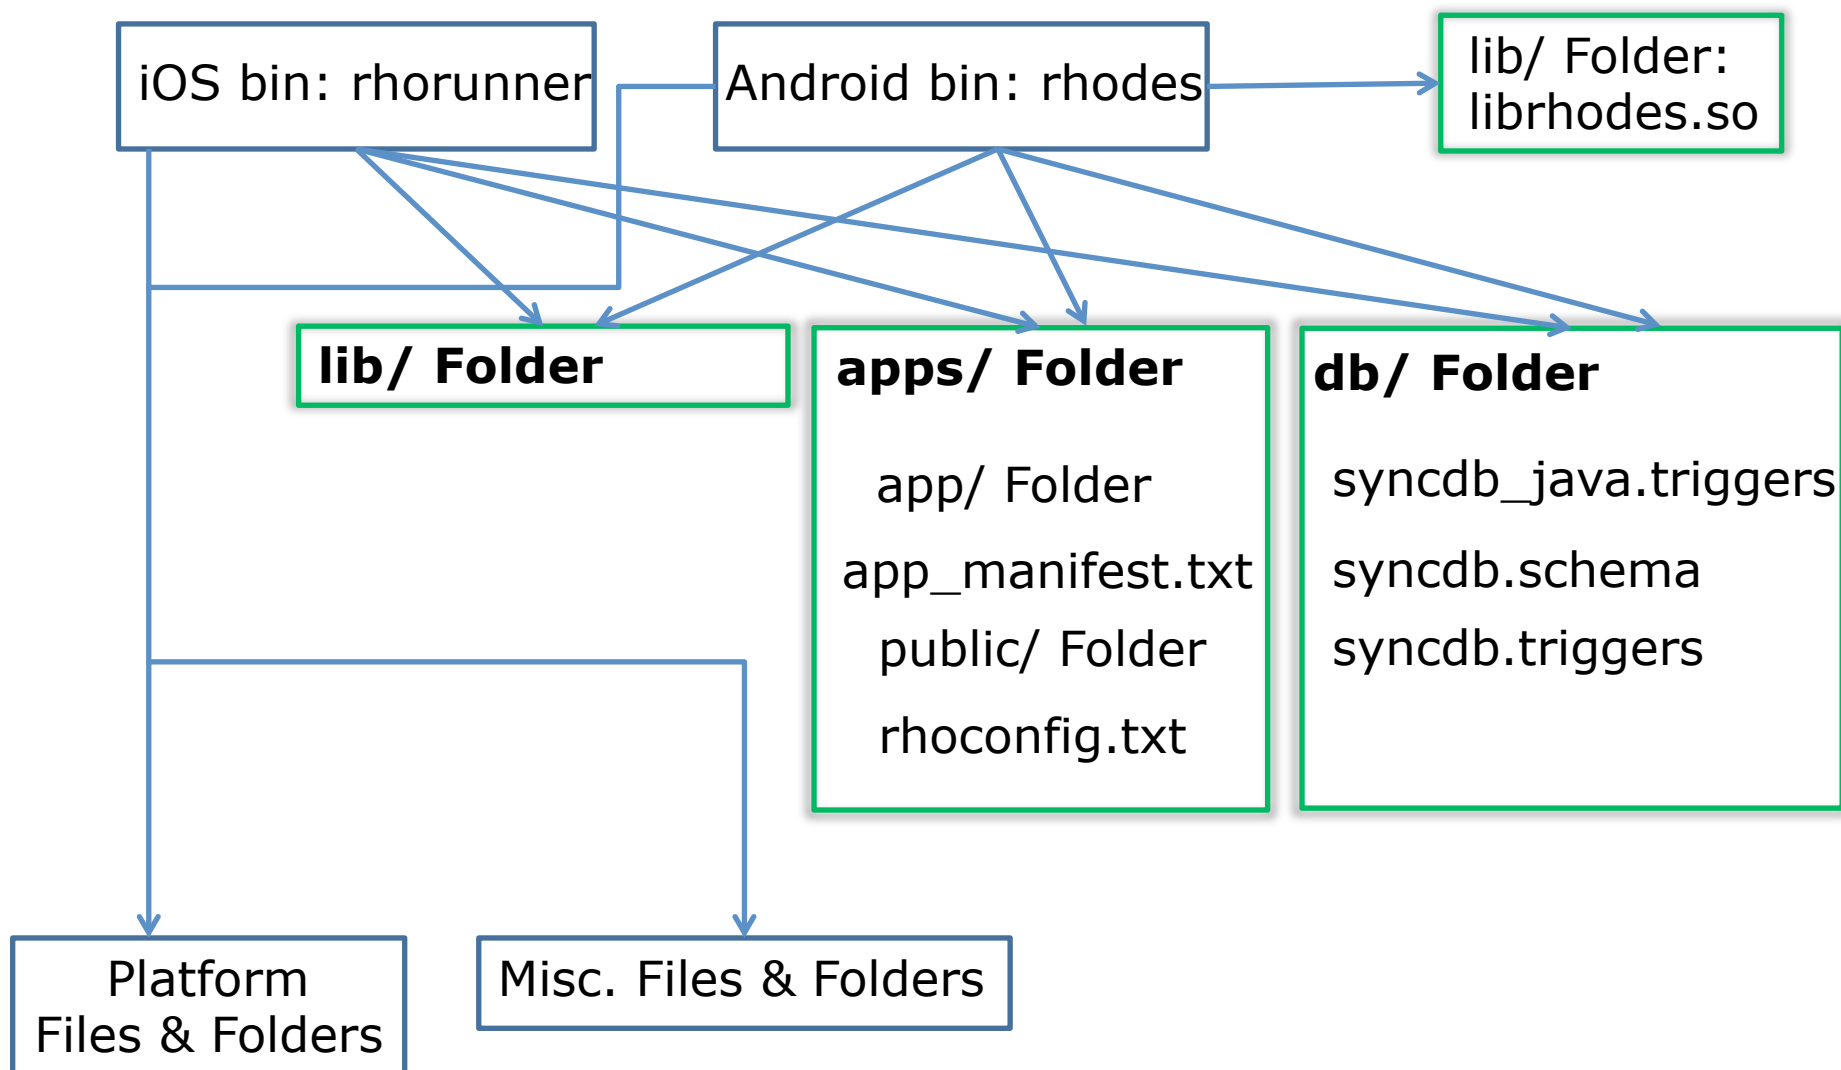 iOS bin: rhorunner
Android bin: rhodes
lib/ Folder:
librhodes.so
lib/ Folder
apps/ Folder
app/ Folder
app_manifest.txt
public/ Folder
rhoconfig.txt
db/ Folder
syncdb_java.triggers
syncdb.schema
syncdb.triggers
Platform
Files & Folders
Misc. Files & Folders